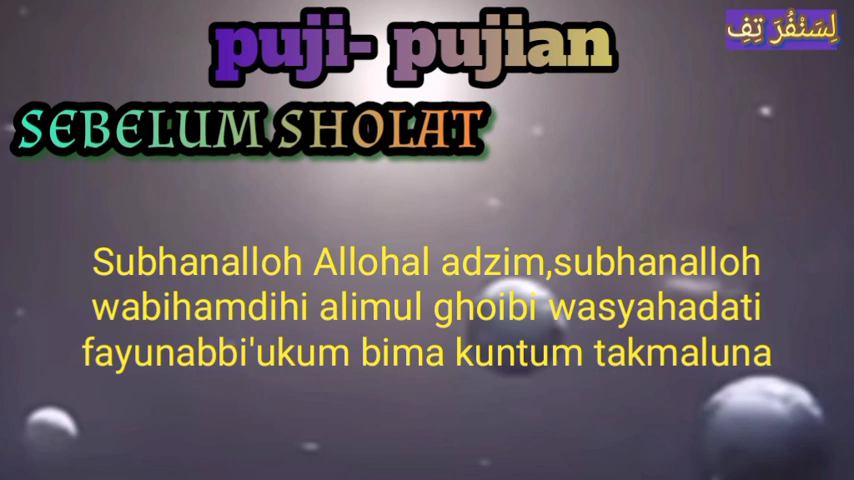 puji- pujian
لِسَنْفُرَ تِفِ
SEBELUM SHOLAT
Subhanalloh Allohal adzim,subhanalloh
wabihamdihi alimul ghoibi wasyahadati
fayunabbi'ukum bima kuntum takmaluna